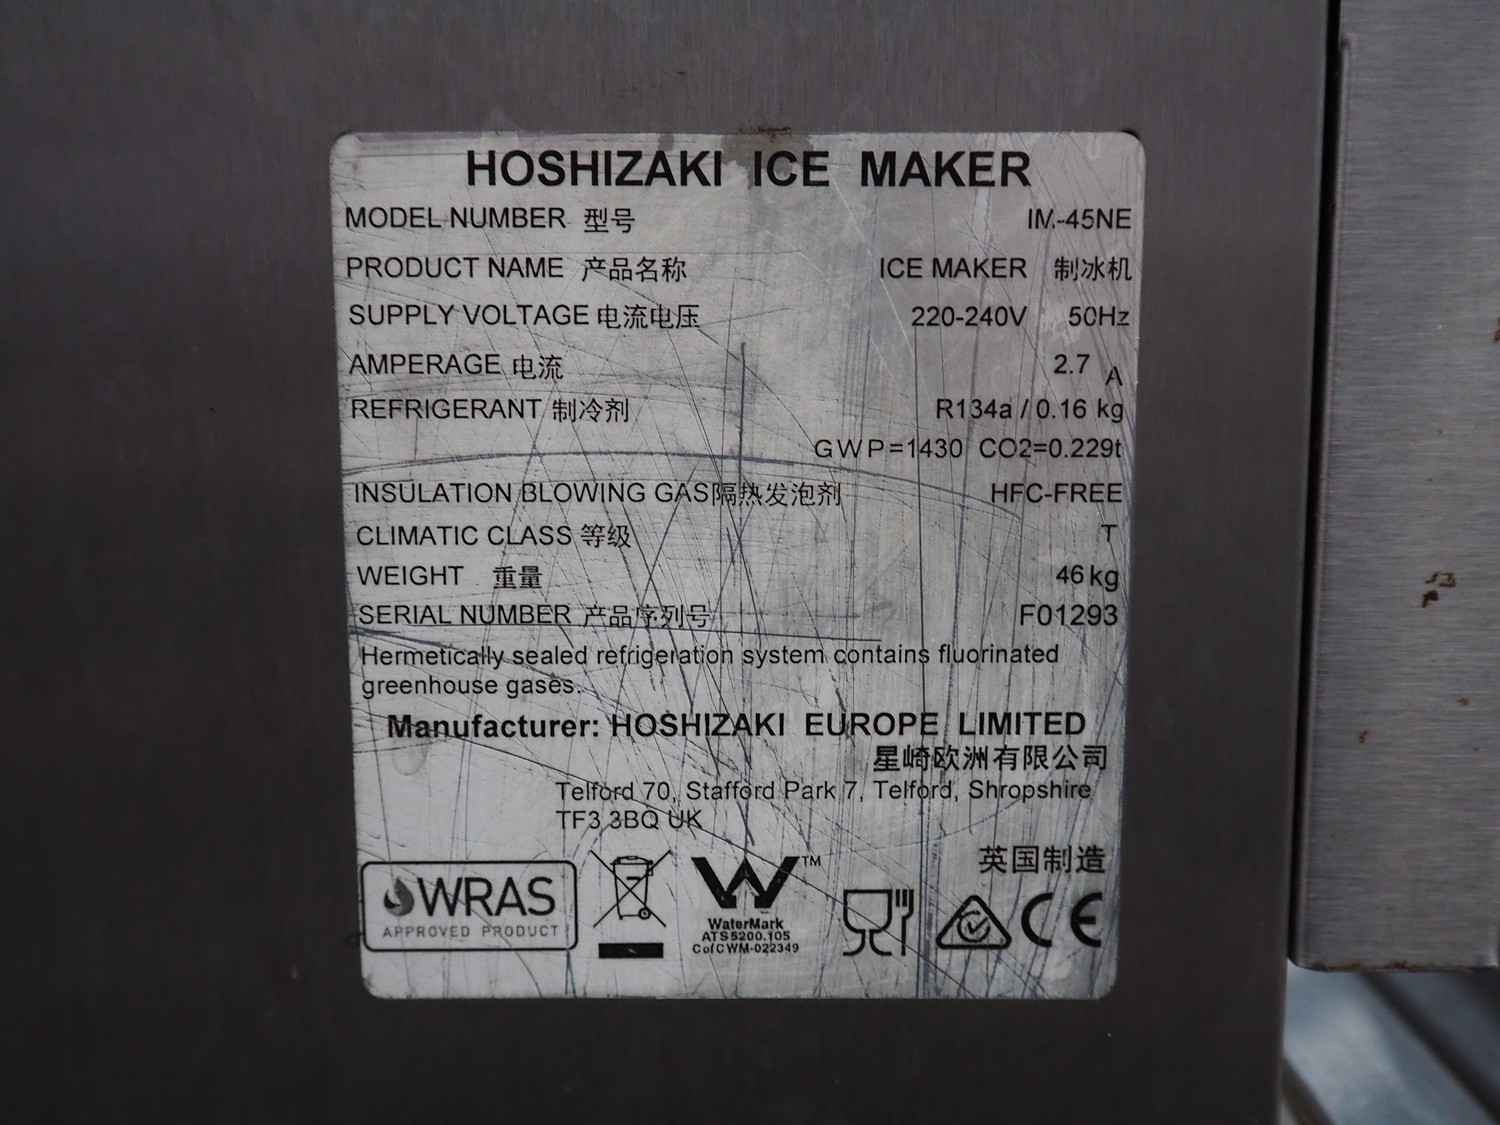 HOSHIZAKI ICE MAKER
MODEL NUMBER 型号 IM-45NE
PRODUCT NAME 产品名称 ICE MAKER 制冰机
SUPPLY VOLTAGE 电流电压 220-240V 50Hz
AMPERAGE 电流 2.7 A
REFRIGERANT 制冷剂 R134a / 0.16 kg
GWP=1430 CO2=0.229t
INSULATION BLOWING GAS隔热发泡剂 HFC-FREE
CLIMATIC CLASS 等级 T
WEIGHT 重量 46 kg
SERIAL NUMBER 产品序列号 F01293
Hermetically sealed refrigeration system contains fluorinated
greenhouse gases.
Manufacturer: HOSHIZAKI EUROPE LIMITED
星崎欧洲有限公司
Telford 70, Stafford Park 7, Telford, Shropshire
TF3 3BQ UK
英国制造
WRAS
APPROVED PRODUCT
W™
WaterMark
ATS5200.105
CofCWM-022349
CE